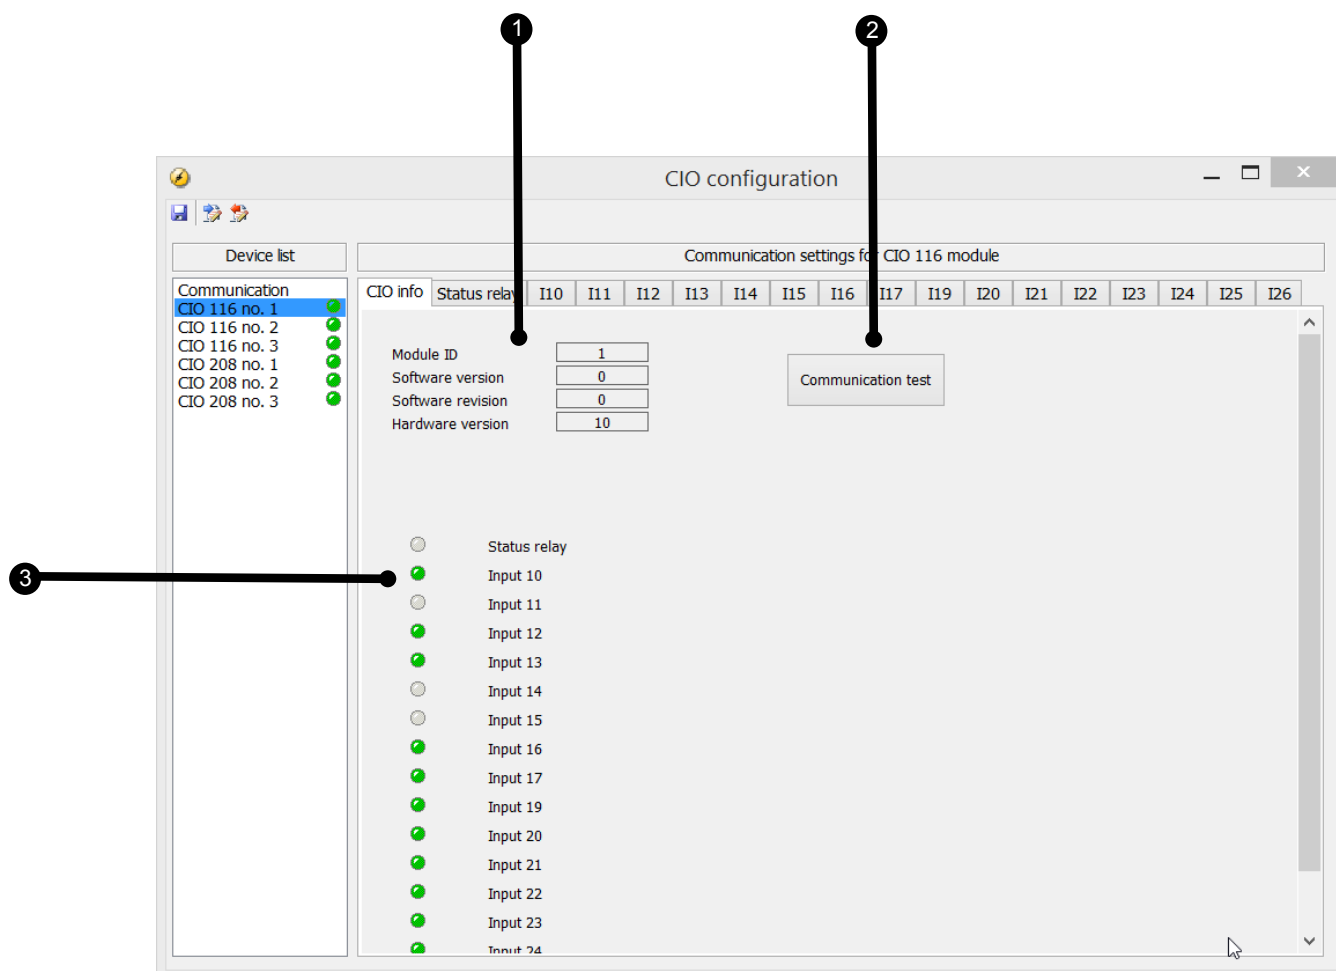 1 2
CIO configuration
Device list
Communication settings for CIO 116 module
Communication
CIO 116 no. 1
CIO 116 no. 2
CIO 116 no. 3
CIO 208 no. 1
CIO 208 no. 2
CIO 208 no. 3
CIO info Status relay I10 I11 I12 I13 I14 I15 I16 I17 I19 I20 I21 I22 I23 I24 I25 I26
Module ID 1
Software version 0
Software revision 0
Hardware version 10
Communication test
Status relay
3
Input 10
Input 11
Input 12
Input 13
Input 14
Input 15
Input 16
Input 17
Input 19
Input 20
Input 21
Input 22
Input 23
Input 24